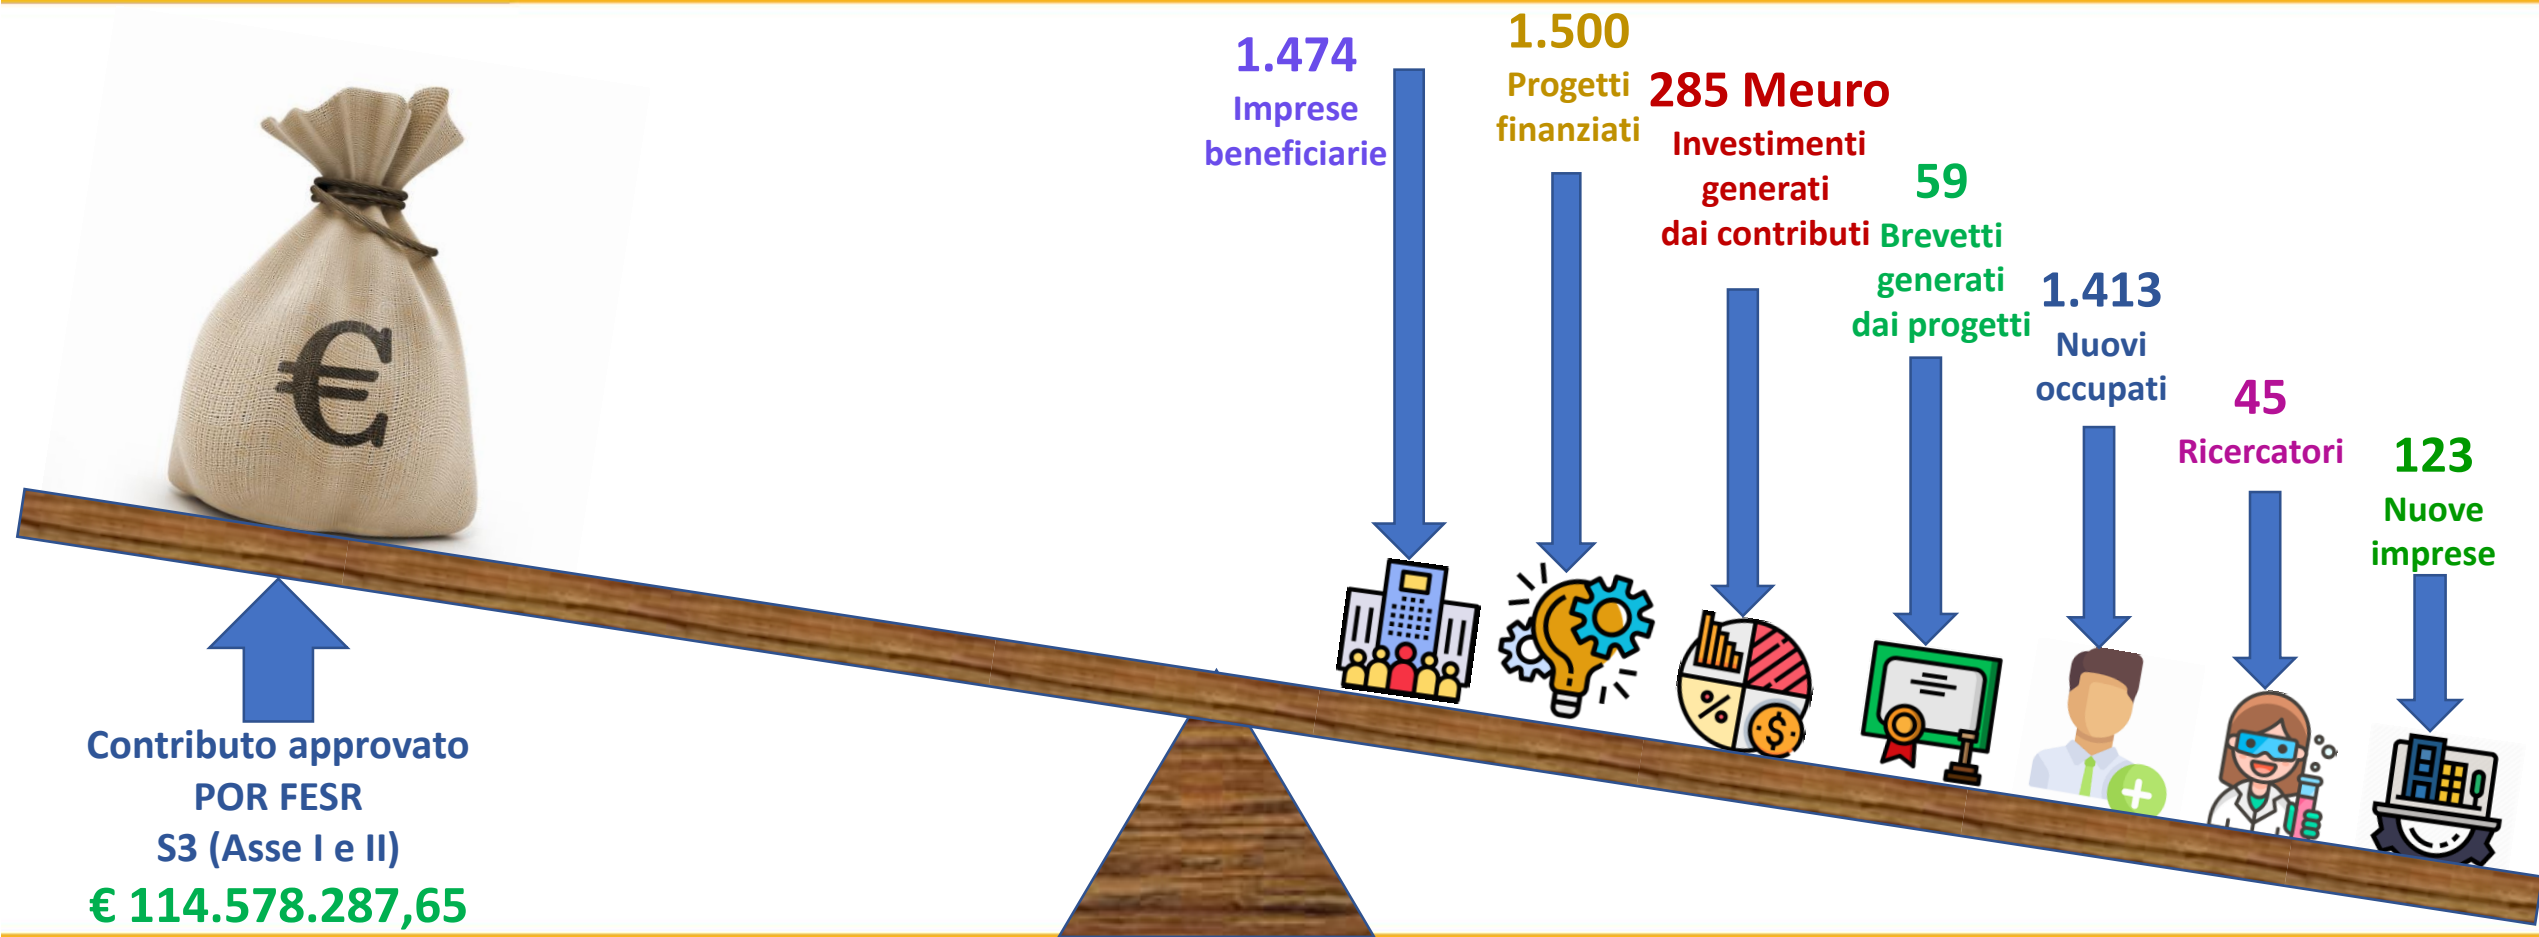 1.474
Imprese
beneficiarie
1.500
Progetti
finanziati
285 Meuro
Investimenti
generati
dai contributi
59
Brevetti
generati
dai progetti
1.413
Nuovi
occupati
45
Ricercatori
123
Nuove
imprese
€
%
$
Contributo approvato
POR FESR
S3 (Asse I e II)
€ 114.578.287,65